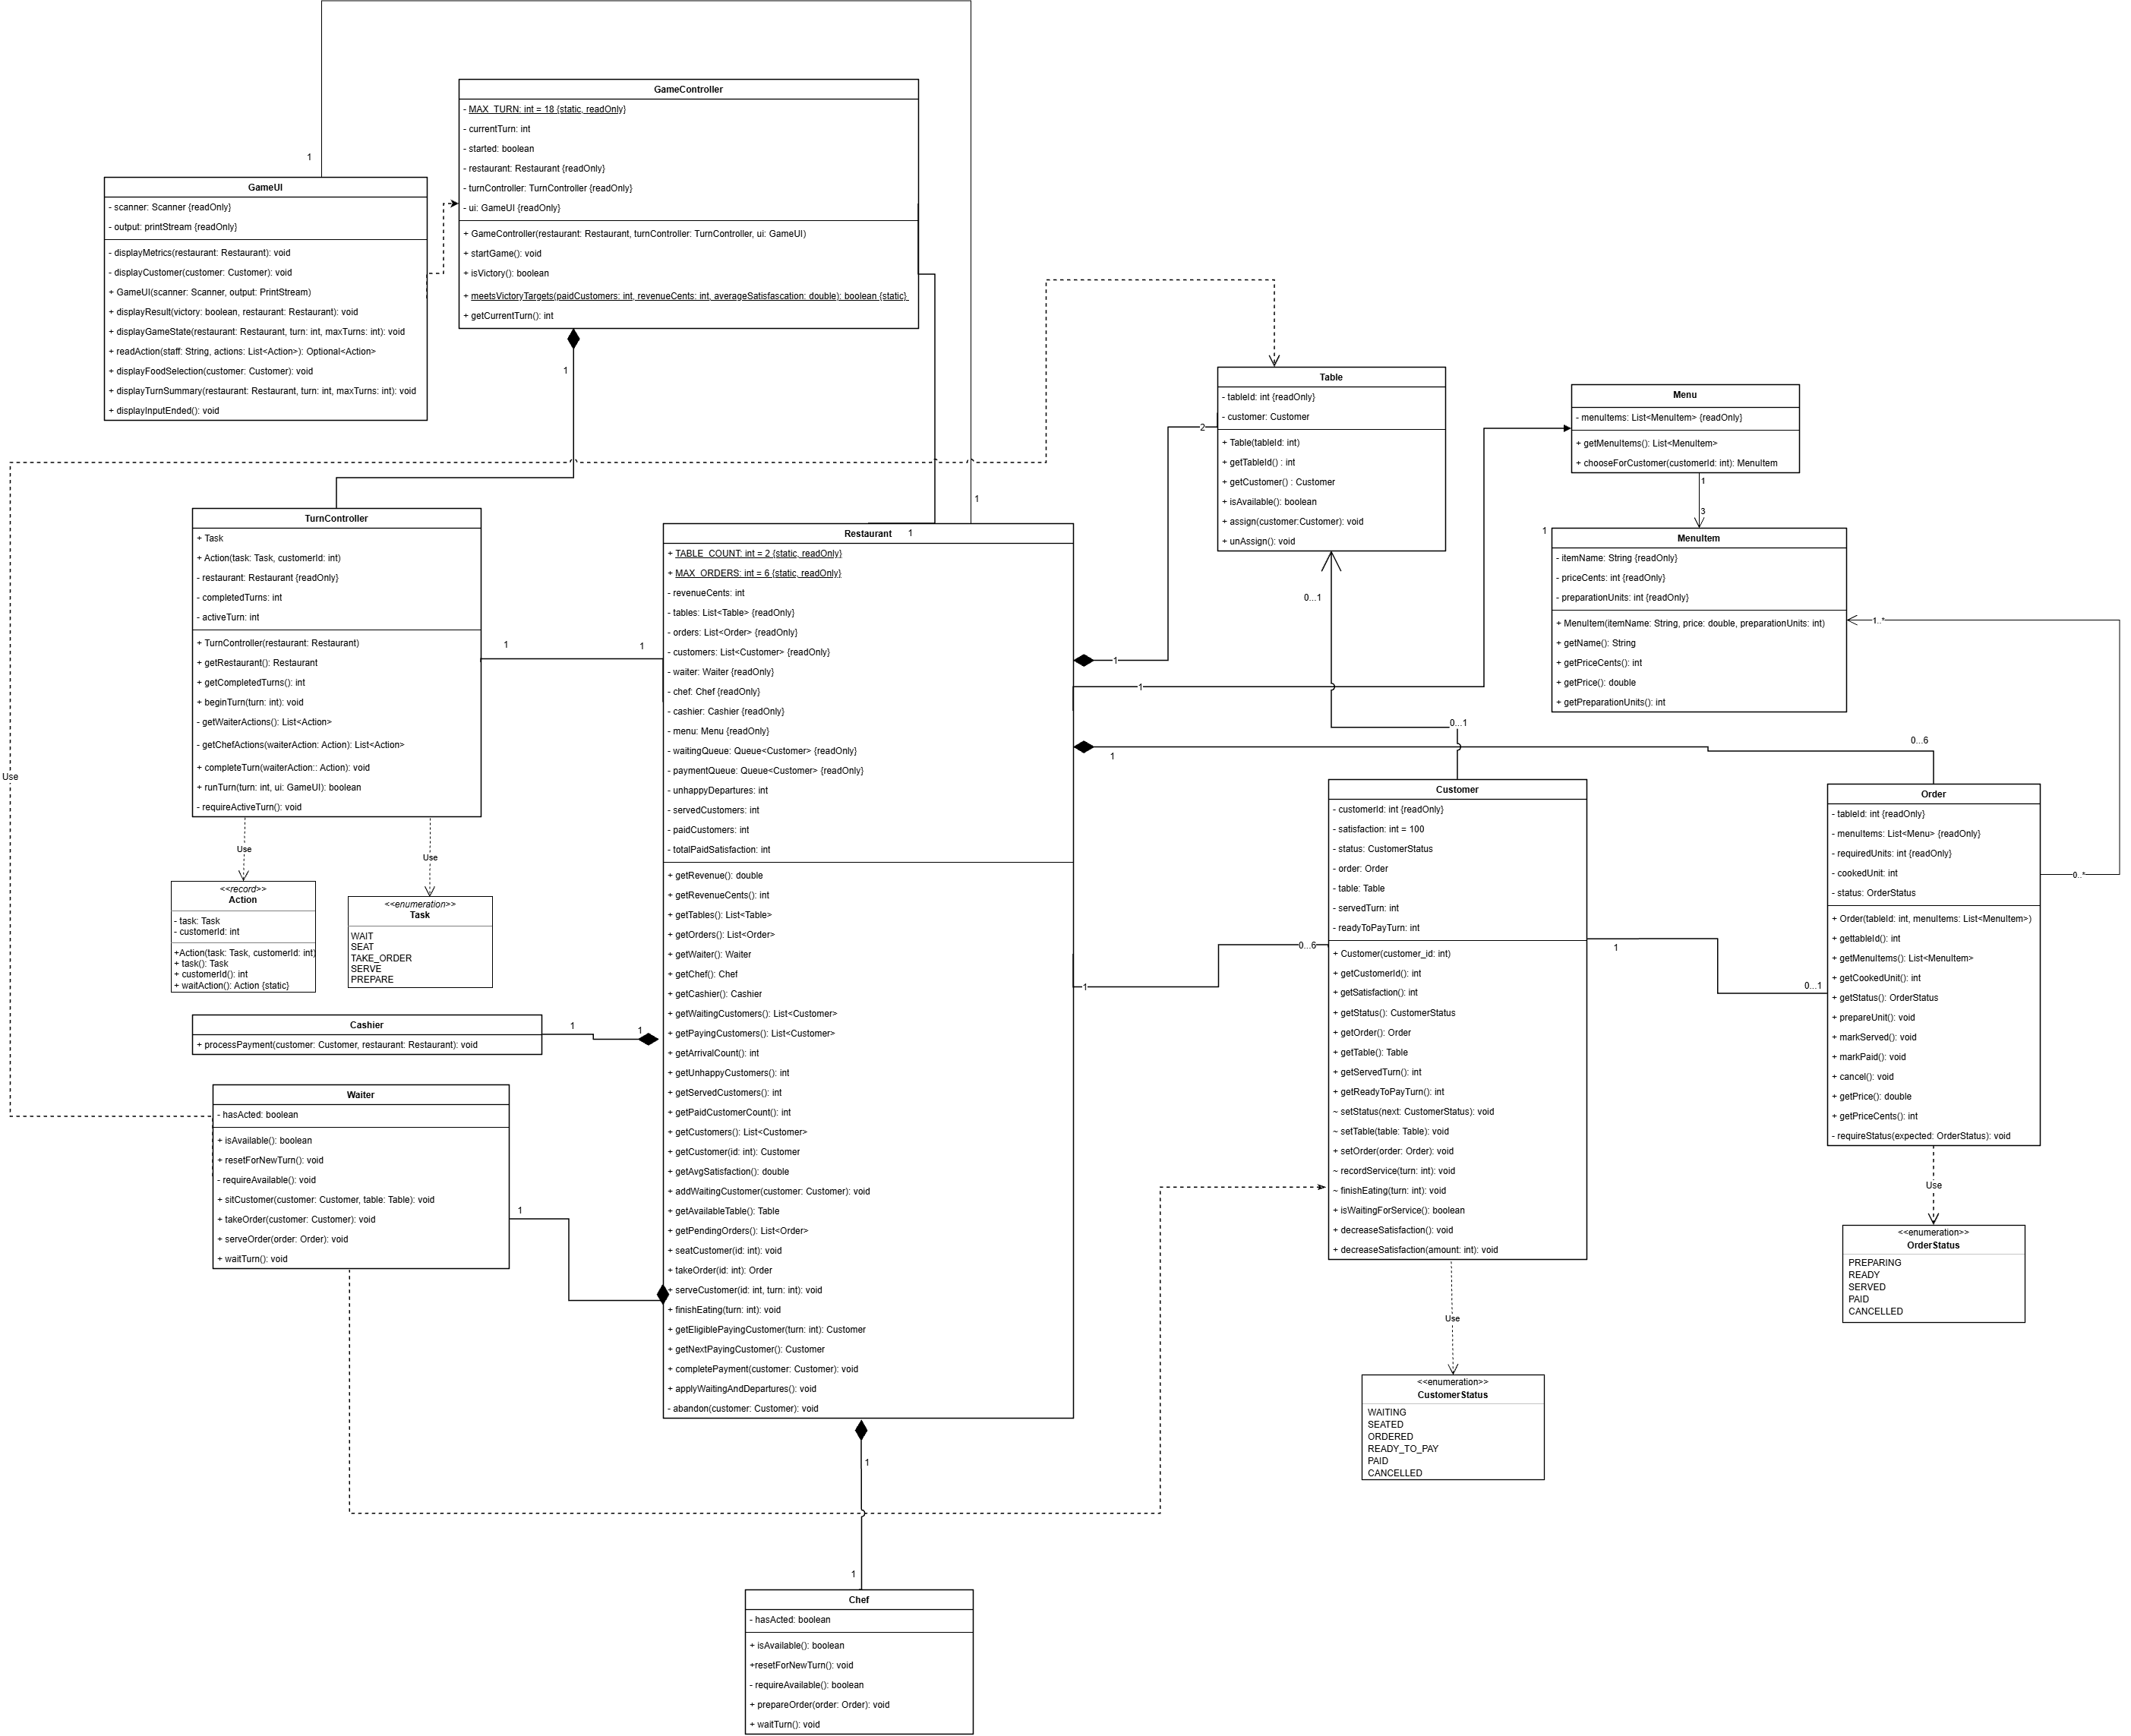 GameController
- MAX_TURN: int = 18 {static, readOnly}
- currentTurn: int
- started: boolean
- restaurant: Restaurant {readOnly}
- turnController: TurnController {readOnly}
- ui: GameUI {readOnly}
+ GameController(restaurant: Restaurant, turnController: TurnController, ui: GameUI)
+ startGame(): void
+ isVictory(): boolean
+ meetsVictoryTargets(paidCustomers: int, revenueCents: int, averageSatisfascation: double): boolean {static}
+ getCurrentTurn(): int
1
1
GameUI
- scanner: Scanner {readOnly}
- output: printStream {readOnly}
- displayMetrics(restaurant: Restaurant): void
- displayCustomer(customer: Customer): void
+ GameUI(scanner: Scanner, output: PrintStream)
+ displayResult(victory: boolean, restaurant: Restaurant): void
+ displayGameState(restaurant: Restaurant, turn: int, maxTurns: int): void
+ readAction(staff: String, actions: List<Action>): Optional<Action>
+ displayFoodSelection(customer: Customer): void
+ displayTurnSummary(restaurant: Restaurant, turn: int, maxTurns: int): void
+ displayInputEnded(): void
Table
- tableId: int {readOnly}
- customer: Customer
+ Table(tableId: int)
+ getTableId() : int
+ getCustomer() : Customer
+ isAvailable(): boolean
+ assign(customer:Customer): void
+ unAssign(): void
2
0...1
Menu
- menuItems: List<MenuItem> {readOnly}
+ getMenuItems(): List<MenuItem>
+ chooseForCustomer(customerId: int): MenuItem
1
3
1
MenuItem
- itemName: String {readOnly}
- priceCents: int {readOnly}
- preparationUnits: int {readOnly}
+ MenuItem(itemName: String, price: double, preparationUnits: int)
+ getName(): String
+ getPriceCents(): int
+ getPrice(): double
+ getPreparationUnits(): int
1..*
TurnController
+ Task
+ Action(task: Task, customerId: int)
- restaurant: Restaurant {readOnly}
- completedTurns: int
- activeTurn: int
+ TurnController(restaurant: Restaurant)
+ getRestaurant(): Restaurant
+ getCompletedTurns(): int
+ beginTurn(turn: int): void
- getWaiterActions(): List<Action>
- getChefActions(waiterAction: Action): List<Action>
+ completeTurn(waiterAction:: Action): void
+ runTurn(turn: int, ui: GameUI): boolean
- requireActiveTurn(): void
1
1
Use
Use
Use
<<record>>
Action
- task: Task
- customerId: int
+Action(task: Task, customerId: int)
+ task(): Task
+ customerId(): int
+ waitAction(): Action {static}
<<enumeration>>
Task
WAIT
SEAT
TAKE_ORDER
SERVE
PREPARE
1
Restaurant
1
+ TABLE_COUNT: int = 2 {static, readOnly}
+ MAX_ORDERS: int = 6 {static, readOnly}
- revenueCents: int
- tables: List<Table> {readOnly}
- orders: List<Order> {readOnly}
- customers: List<Customer> {readOnly}
- waiter: Waiter {readOnly}
- chef: Chef {readOnly}
- cashier: Cashier {readOnly}
- menu: Menu {readOnly}
- waitingQueue: Queue<Customer> {readOnly}
- paymentQueue: Queue<Customer> {readOnly}
- unhappyDepartures: int
- servedCustomers: int
- paidCustomers: int
- totalPaidSatisfaction: int
+ getRevenue(): double
+ getRevenueCents(): int
+ getTables(): List<Table>
+ getOrders(): List<Order>
+ getWaiter(): Waiter
+ getChef(): Chef
+ getCashier(): Cashier
+ getWaitingCustomers(): List<Customer>
+ getPayingCustomers(): List<Customer>
+ getArrivalCount(): int
+ getUnhappyCustomers(): int
+ getServedCustomers(): int
+ getPaidCustomerCount(): int
+ getCustomers(): List<Customer>
+ getCustomer(id: int): Customer
+ getAvgSatisfaction(): double
+ addWaitingCustomer(customer: Customer): void
+ getAvailableTable(): Table
+ getPendingOrders(): List<Order>
+ seatCustomer(id: int): void
+ takeOrder(id: int): Order
+ serveCustomer(id: int, turn: int): void
+ finishEating(turn: int): void
+ getEligiblePayingCustomer(turn: int): Customer
+ getNextPayingCustomer(): Customer
+ completePayment(customer: Customer): void
+ applyWaitingAndDepartures(): void
- abandon(customer: Customer): void
1
1
1
1
0...1
0...6
0...6
Customer
- customerId: int {readOnly}
- satisfaction: int = 100
- status: CustomerStatus
- order: Order
- table: Table
- servedTurn: int
- readyToPayTurn: int
+ Customer(customer_id: int)
+ getCustomerId(): int
+ getSatisfaction(): int
+ getStatus(): CustomerStatus
+ getOrder(): Order
+ getTable(): Table
+ getServedTurn(): int
+ getReadyToPayTurn(): int
~ setStatus(next: CustomerStatus): void
~ setTable(table: Table): void
+ setOrder(order: Order): void
~ recordService(turn: int): void
~ finishEating(turn: int): void
+ isWaitingForService(): boolean
+ decreaseSatisfaction(): void
+ decreaseSatisfaction(amount: int): void
1
0...1
Order
- tableId: int {readOnly}
- menuItems: List<Menu> {readOnly}
- requiredUnits: int {readOnly}
- cookedUnit: int
- status: OrderStatus
+ Order(tableId: int, menuItems: List<MenuItem>)
+ gettableId(): int
+ getMenuItems(): List<MenuItem>
+ getCookedUnit(): int
+ getStatus(): OrderStatus
+ prepareUnit(): void
+ markServed(): void
+ markPaid(): void
+ cancel(): void
+ getPrice(): double
+ getPriceCents(): int
- requireStatus(expected: OrderStatus): void
0..*
Use
<<enumeration>>
OrderStatus
PREPARING
READY
SERVED
PAID
CANCELLED
Use
<<enumeration>>
CustomerStatus
WAITING
SEATED
ORDERED
READY_TO_PAY
PAID
CANCELLED
Cashier
+ processPayment(customer: Customer, restaurant: Restaurant): void
1
1
Waiter
- hasActed: boolean
+ isAvailable(): boolean
+ resetForNewTurn(): void
- requireAvailable(): void
+ sitCustomer(customer: Customer, table: Table): void
+ takeOrder(customer: Customer): void
+ serveOrder(order: Order): void
+ waitTurn(): void
1
1
1
Chef
- hasActed: boolean
+ isAvailable(): boolean
+resetForNewTurn(): void
- requireAvailable(): boolean
+ prepareOrder(order: Order): void
+ waitTurn(): void